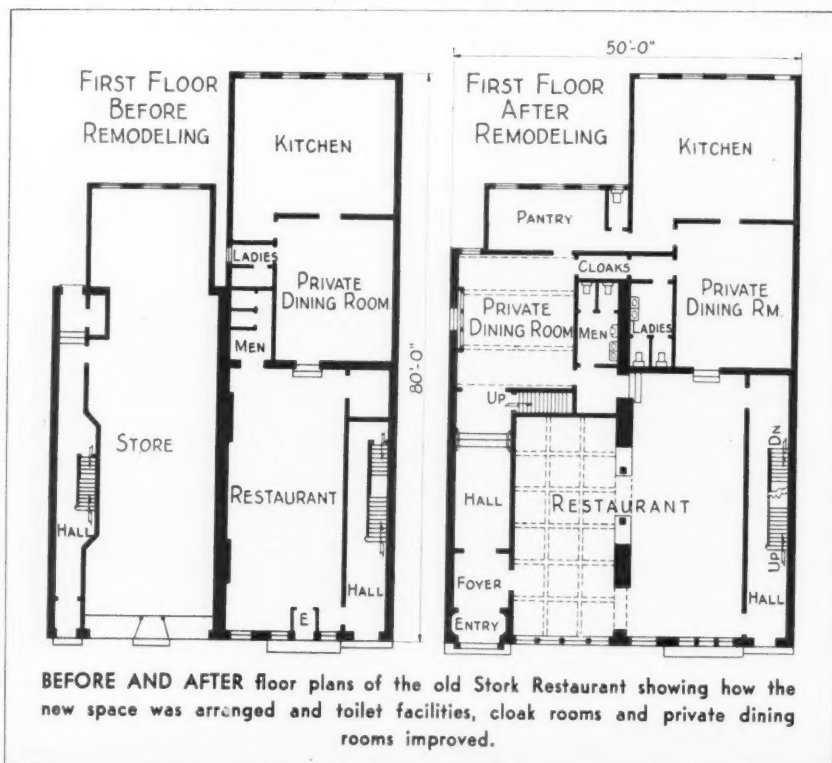 FIRST FLOOR
BEFORE
REMODELING
KITCHEN
LADIES
PRIVATE
DINING ROOM
MEN
STORE
RESTAURANT
HALL
HALL
E
80'-0"
50'-0"
FIRST FLOOR
AFTER
REMODELING
KITCHEN
PANTRY
CLOAKS
PRIVATE
DINING ROOM
MEN
LADIES
PRIVATE
DINING RM.
UP
HALL
RESTAURANT
DN
UP
FOYER
HALL
ENTRY
BEFORE AND AFTER floor plans of the old Stork Restaurant showing how the
new space was arranged and toilet facilities, cloak rooms and private dining
rooms improved.